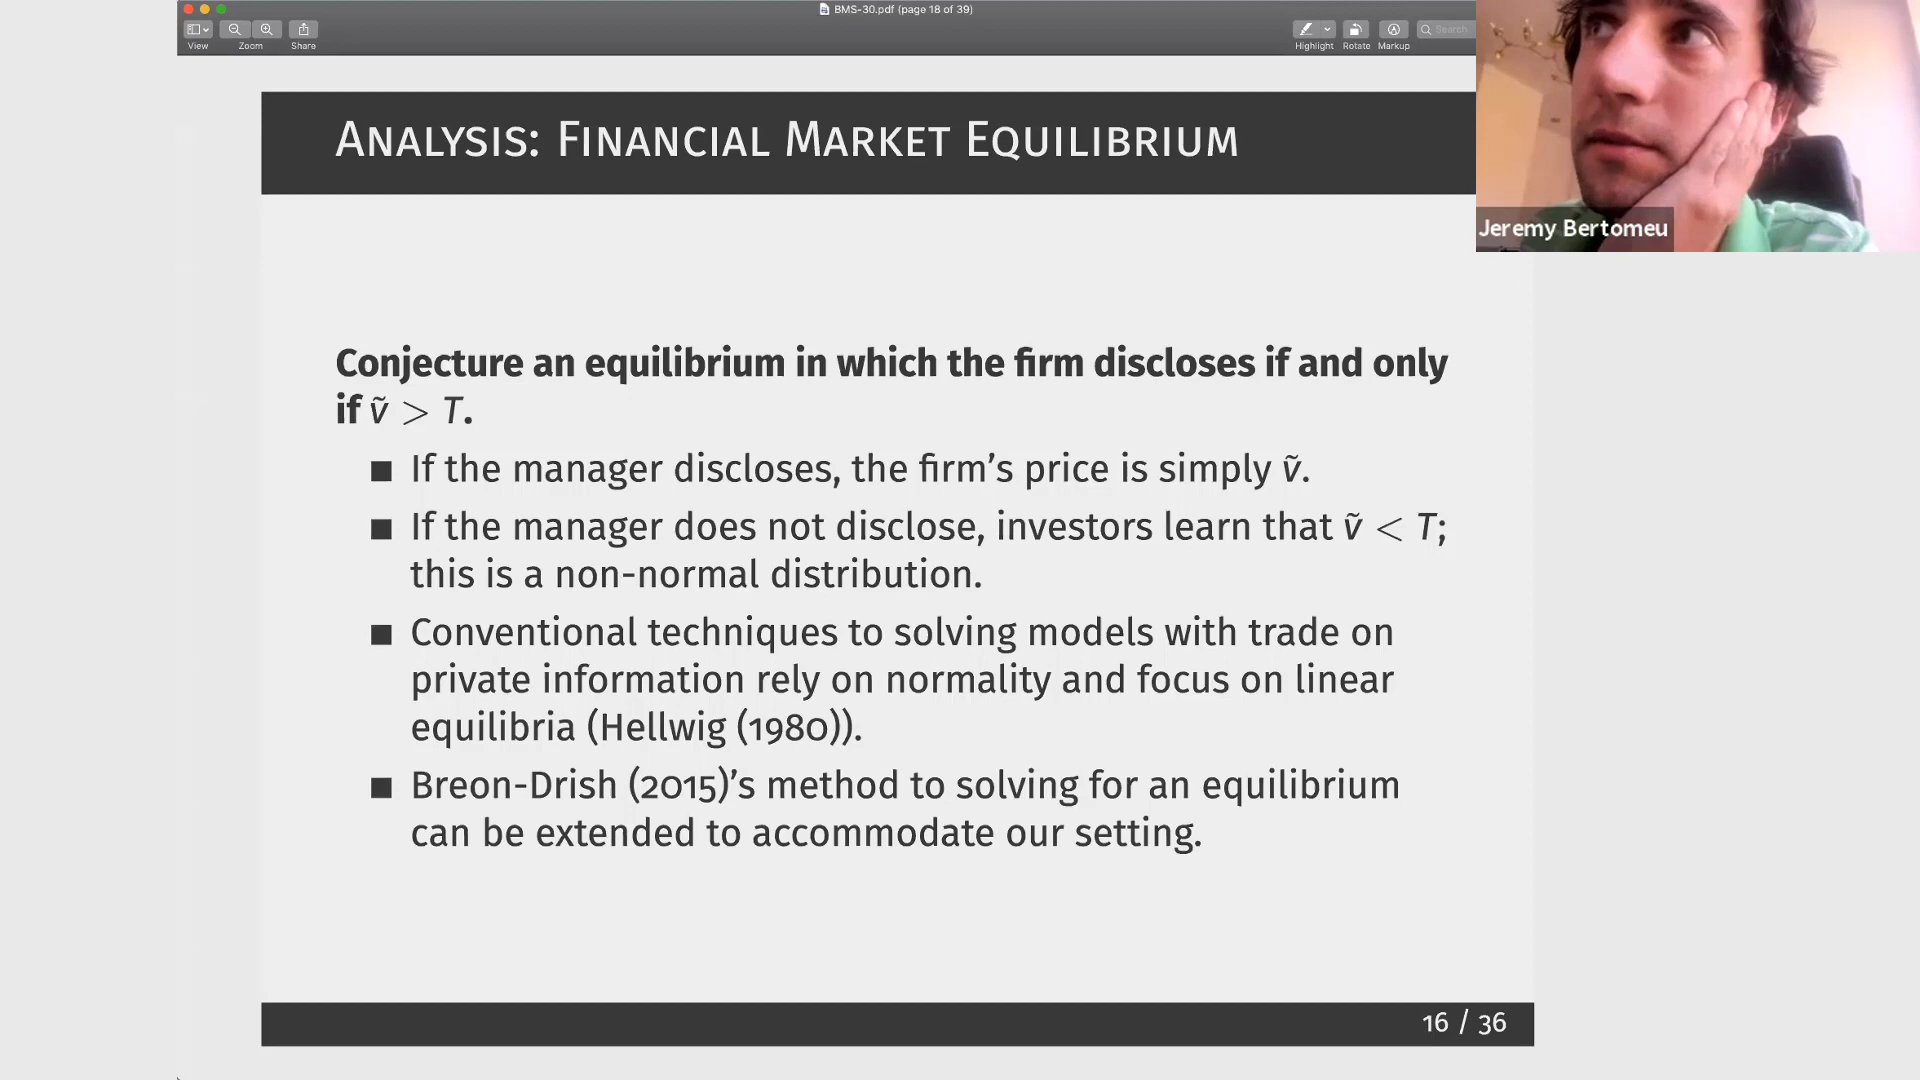 BMS-30.pdf (page 18 of 39)
View
Zoom
Share
Highlight
Rotate
Markup
Search
Analysis: Financial Market Equilibrium
Jeremy Bertomeu
Conjecture an equilibrium in which the firm discloses if and only
if ṽ > T.
■ If the manager discloses, the firm’s price is simply ṽ.
■ If the manager does not disclose, investors learn that ṽ < T;
this is a non-normal distribution.
■ Conventional techniques to solving models with trade on
private information rely on normality and focus on linear
equilibria (Hellwig (1980)).
■ Breon-Drish (2015)’s method to solving for an equilibrium
can be extended to accommodate our setting.
16 / 36